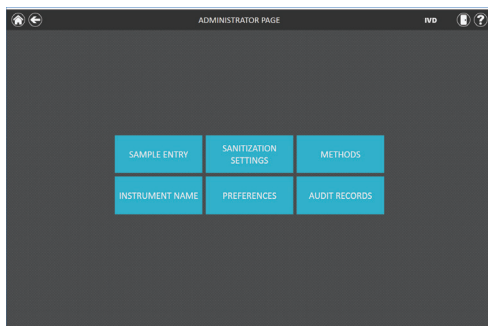 ADMINISTRATOR PAGE
IVD
?
SAMPLE ENTRY
SANITIZATION
SETTINGS
METHODS
INSTRUMENT NAME
PREFERENCES
AUDIT RECORDS